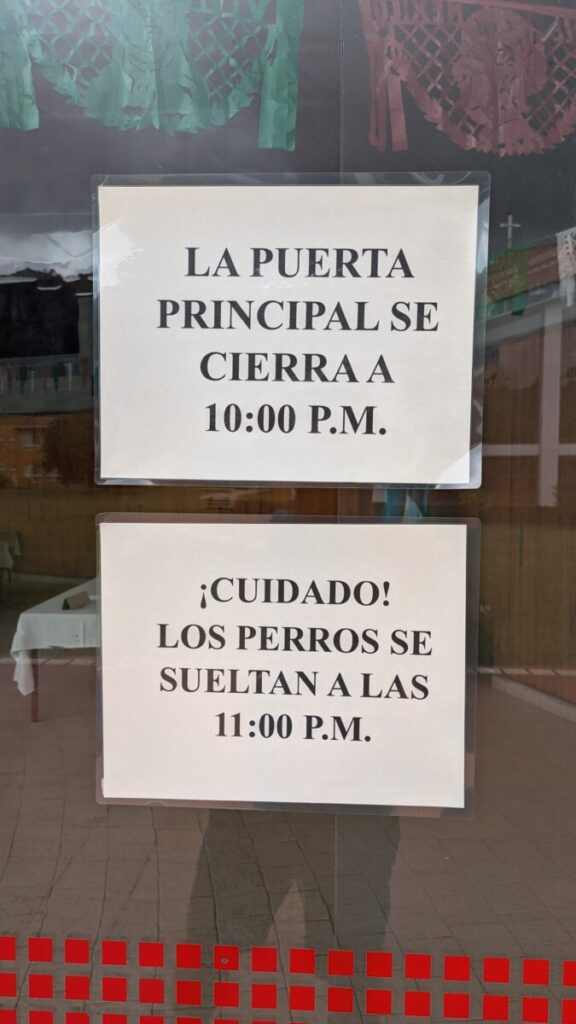 LA PUERTA
PRINCIPAL SE
CIERRA A
10:00 P.M.
¡CUIDADO!
LOS PERROS SE
SUELTAN A LAS
11:00 P.M.